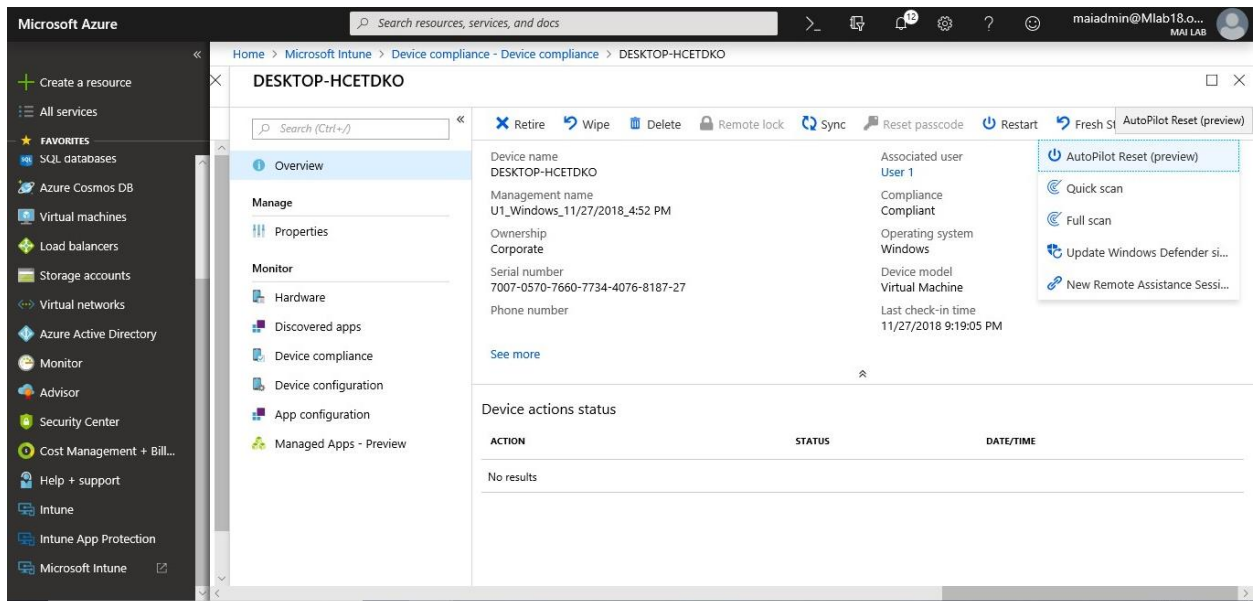 Microsoft Azure
Search resources, services, and docs
12
maiadmin@Mlab18.o...
MAI LAB
Create a resource
All services
FAVORITES
SQL databases
Azure Cosmos DB
Virtual machines
Load balancers
Storage accounts
Virtual networks
Azure Active Directory
Monitor
Advisor
Security Center
Cost Management + Bill...
Help + support
Intune
Intune App Protection
Microsoft Intune
Home > Microsoft Intune > Device compliance - Device compliance > DESKTOP-HCETDKO
DESKTOP-HCETDKO
Search (Ctrl+/)
Overview
Manage
Properties
Monitor
Hardware
Discovered apps
Device compliance
Device configuration
App configuration
Managed Apps - Preview
Retire Wipe Delete Remote lock Sync Reset passcode Restart Fresh St
AutoPilot Reset (preview)
AutoPilot Reset (preview)
Quick scan
Full scan
Update Windows Defender si...
New Remote Assistance Sessi...
Device name
DESKTOP-HCETDKO
Management name
U1_Windows_11/27/2018_4:52 PM
Ownership
Corporate
Serial number
7007-0570-7660-7734-4076-8187-27
Phone number
See more
Associated user
User 1
Compliance
Compliant
Operating system
Windows
Device model
Virtual Machine
Last check-in time
11/27/2018 9:19:05 PM
Device actions status
ACTION STATUS DATE/TIME
No results